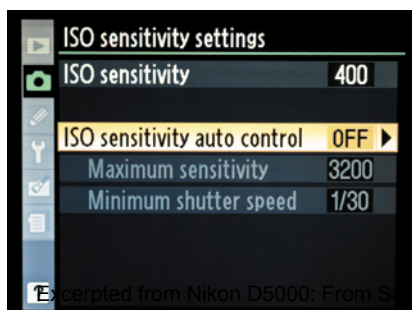 ISO sensitivity settings
ISO sensitivity 400
ISO sensitivity auto control OFF
Maximum sensitivity 3200
Minimum shutter speed 1/30
Excerpted from Nikon D5000: From